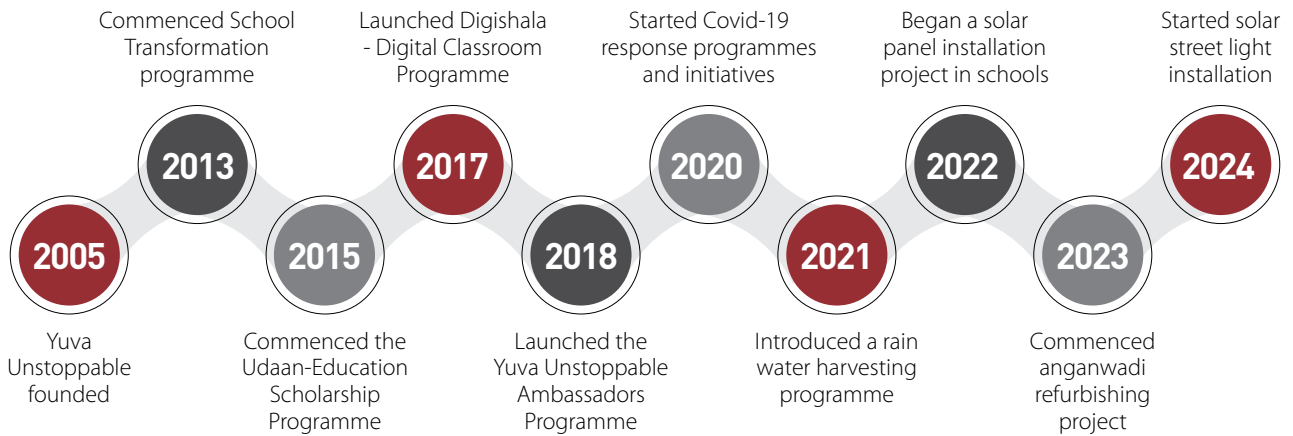 Commenced School
Transformation
programme
Launched Digishala
- Digital Classroom
Programme
Started Covid-19
response programmes
and initiatives
Began a solar
panel installation
project in schools
Started solar
street light
installation
2013
2017
2020
2022
2024
2005
2015
2018
2021
2023
Yuva
Unstoppable
founded
Commenced the
Udaan-Education
Scholarship
Programme
Launched the
Yuva Unstoppable
Ambassadors
Programme
Introduced a rain
water harvesting
programme
Commenced
anganwadi
refurbishing
project